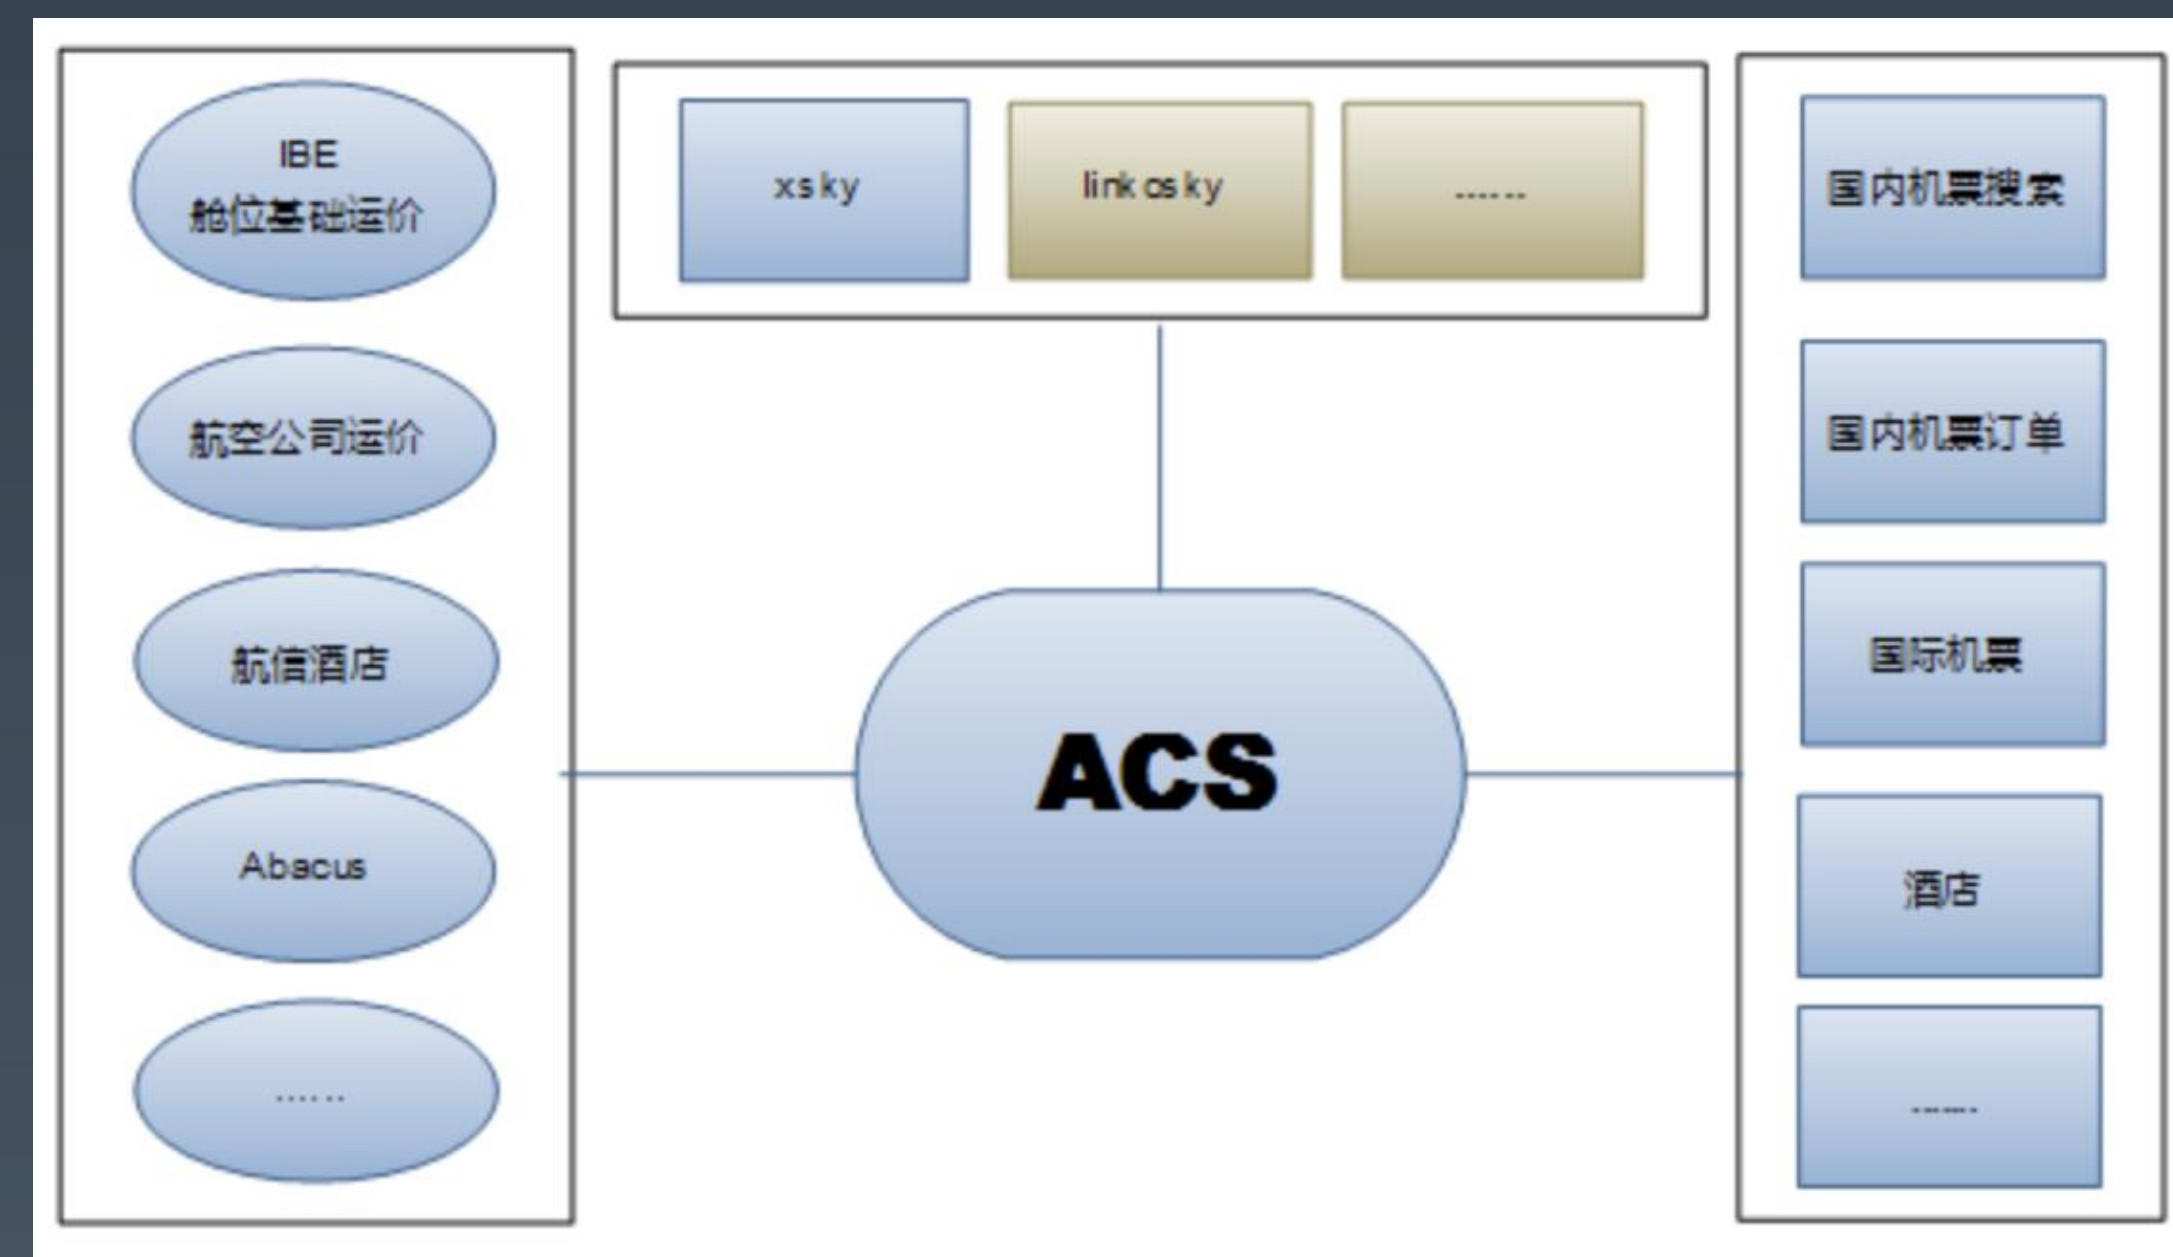 IBE
舱位基础运价
航空公司运价
航信酒店
Abacus
......
xsky
linkosky
......
ACS
国内机票搜索
国内机票订单
国际机票
酒店
......